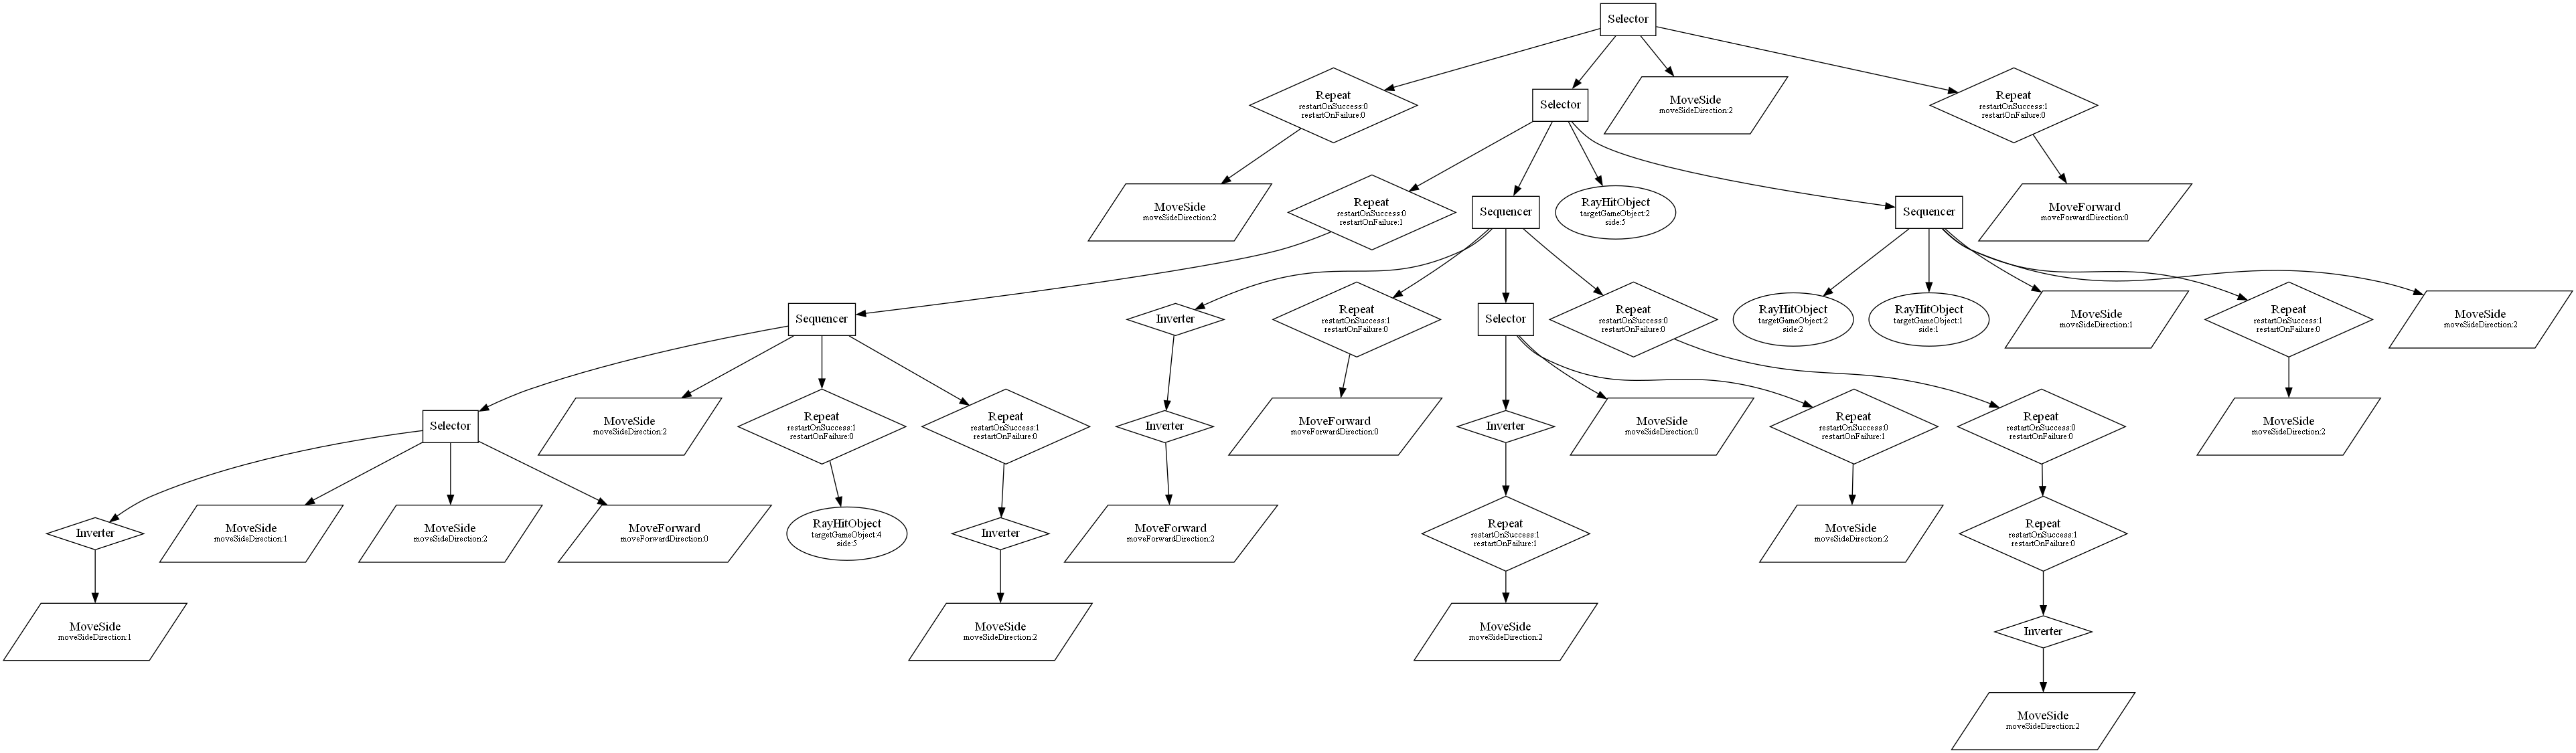 Selector
Repeat
restartOnSuccess:0
restartOnFailure:0
Selector
MoveSide
moveSideDirection:2
Repeat
restartOnSuccess:1
restartOnFailure:0
MoveSide
moveSideDirection:2
Repeat
restartOnSuccess:0
restartOnFailure:1
Sequencer
RayHitObject
targetGameObject:2
side:5
Sequencer
MoveForward
moveForwardDirection:0
Sequencer
Inverter
Repeat
restartOnSuccess:1
restartOnFailure:0
Selector
Repeat
restartOnSuccess:0
restartOnFailure:0
RayHitObject
targetGameObject:2
side:2
RayHitObject
targetGameObject:1
side:1
MoveSide
moveSideDirection:1
Repeat
restartOnSuccess:1
restartOnFailure:0
MoveSide
moveSideDirection:2
Selector
MoveSide
moveSideDirection:2
Repeat
restartOnSuccess:1
restartOnFailure:0
Repeat
restartOnSuccess:1
restartOnFailure:0
Inverter
MoveForward
moveForwardDirection:0
Inverter
MoveSide
moveSideDirection:0
Repeat
restartOnSuccess:0
restartOnFailure:1
Repeat
restartOnSuccess:0
restartOnFailure:0
MoveSide
moveSideDirection:2
Inverter
MoveSide
moveSideDirection:1
MoveSide
moveSideDirection:2
MoveForward
moveForwardDirection:0
RayHitObject
targetGameObject:4
side:5
Inverter
MoveForward
moveForwardDirection:2
Repeat
restartOnSuccess:1
restartOnFailure:1
MoveSide
moveSideDirection:2
Repeat
restartOnSuccess:1
restartOnFailure:0
MoveSide
moveSideDirection:1
MoveSide
moveSideDirection:2
MoveSide
moveSideDirection:2
Inverter
MoveSide
moveSideDirection:2